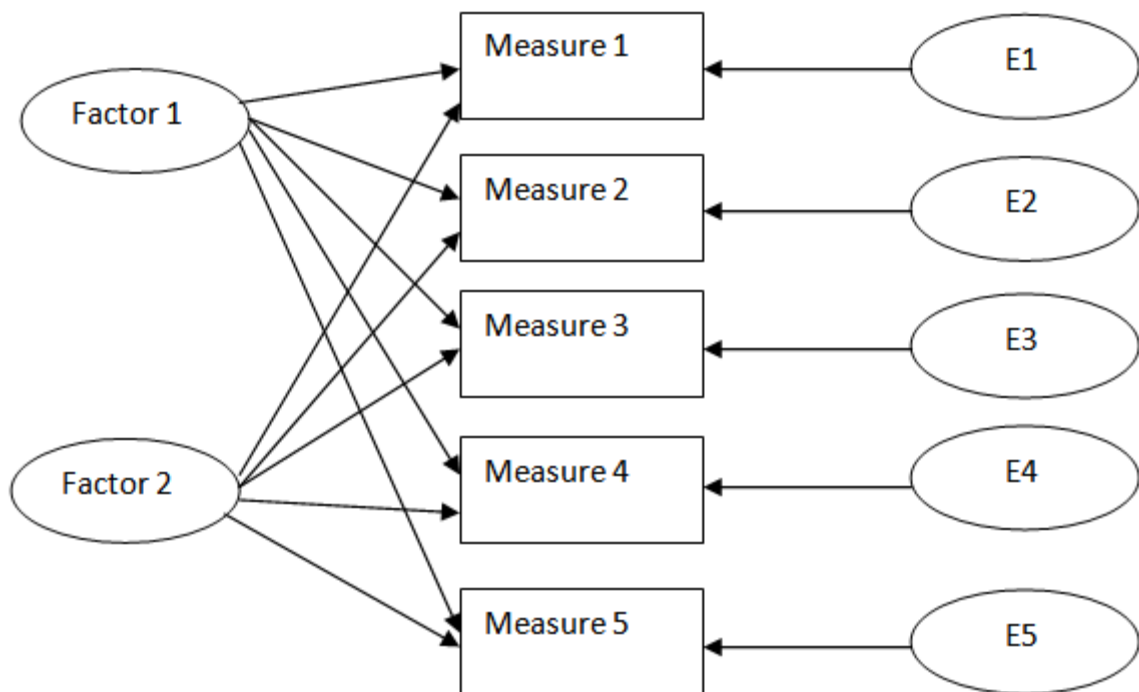 Measure 1
E1
Factor 1
Measure 2
E2
Measure 3
E3
Factor 2
Measure 4
E4
Measure 5
E5